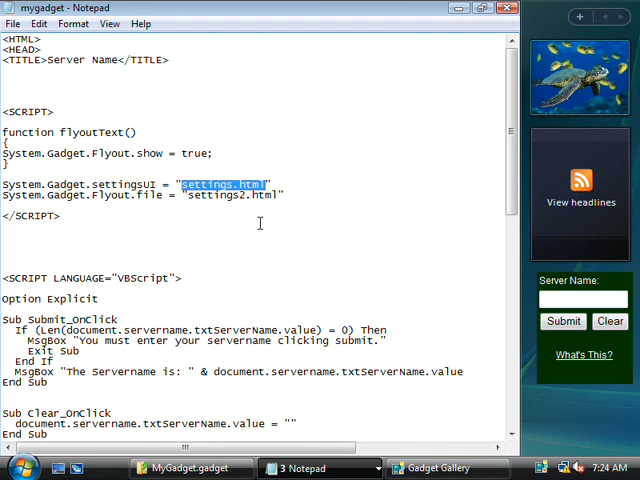 mygadget - Notepad
File Edit Format View Help
<HTML>
<HEAD>
<TITLE>Server Name</TITLE>
<SCRIPT>
function flyoutText()
{
System.Gadget.Flyout.show = true;
}
System.Gadget.settingsUI = "settings.html"
System.Gadget.Flyout.file = "settings2.html"
</SCRIPT>
<SCRIPT LANGUAGE="VBScript">
Option Explicit
Sub Submit_OnClick
If (Len(document.servername.txtServerName.value) = 0) Then
MsgBox "You must enter your servername clicking submit."
Exit Sub
End If
MsgBox "The Servername is: " & document.servername.txtServerName.value
End Sub
Sub Clear_OnClick
document.servername.txtServerName.value = ""
End Sub
View headlines
Server Name:
Submit Clear
What's This?
MyGadget.gadget
3 Notepad
Gadget Gallery
7:24 AM